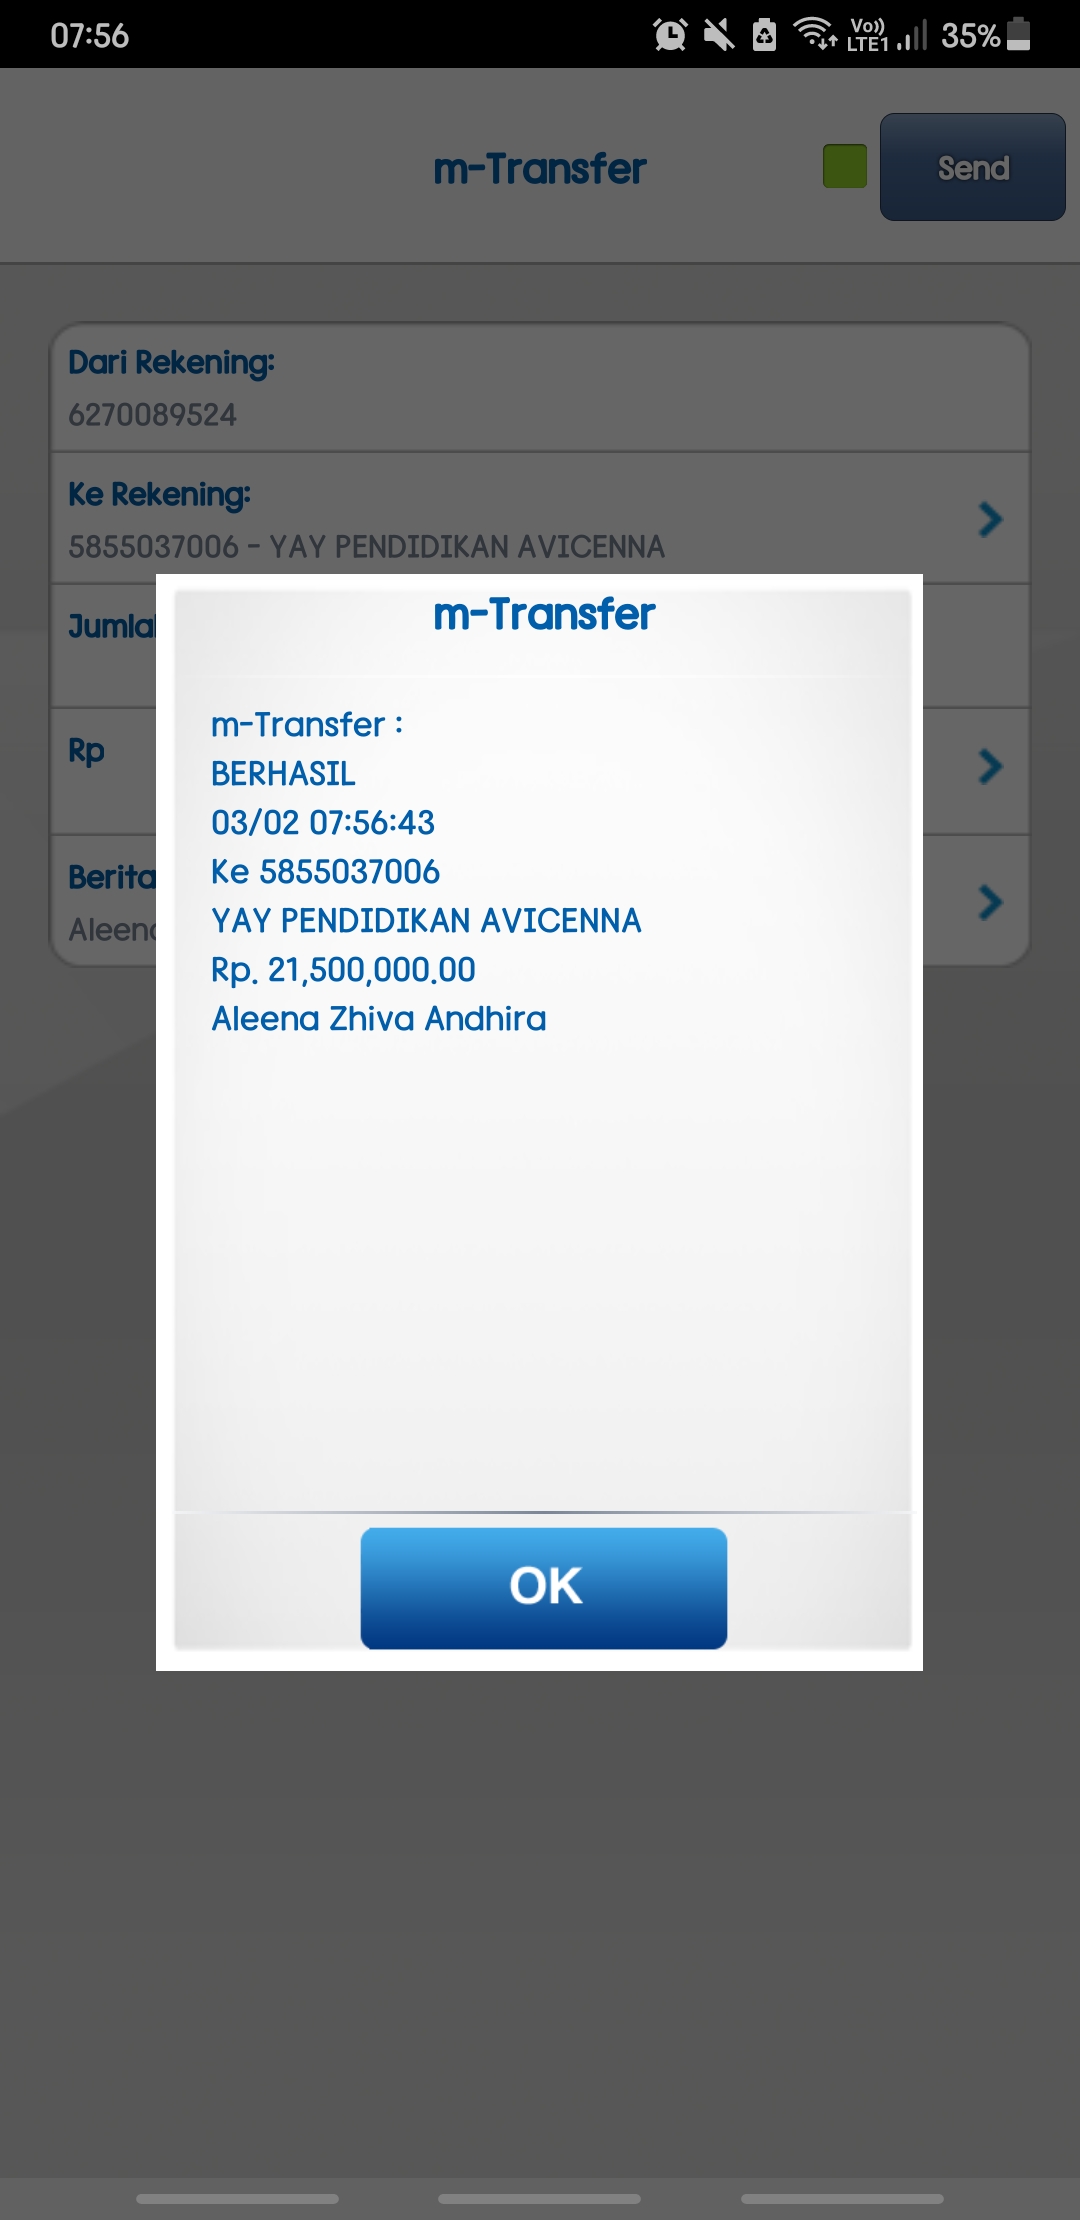 07:56
Vo)) LTE1 35%
m-Transfer
Send
Dari Rekening:
6270089524
Ke Rekening:
5855037006 - YAY PENDIDIKAN AVICENNA
Jumla
Rp
Berita
Aleena
m-Transfer
m-Transfer :
BERHASIL
03/02 07:56:43
Ke 5855037006
YAY PENDIDIKAN AVICENNA
Rp. 21,500,000.00
Aleena Zhiva Andhira
OK